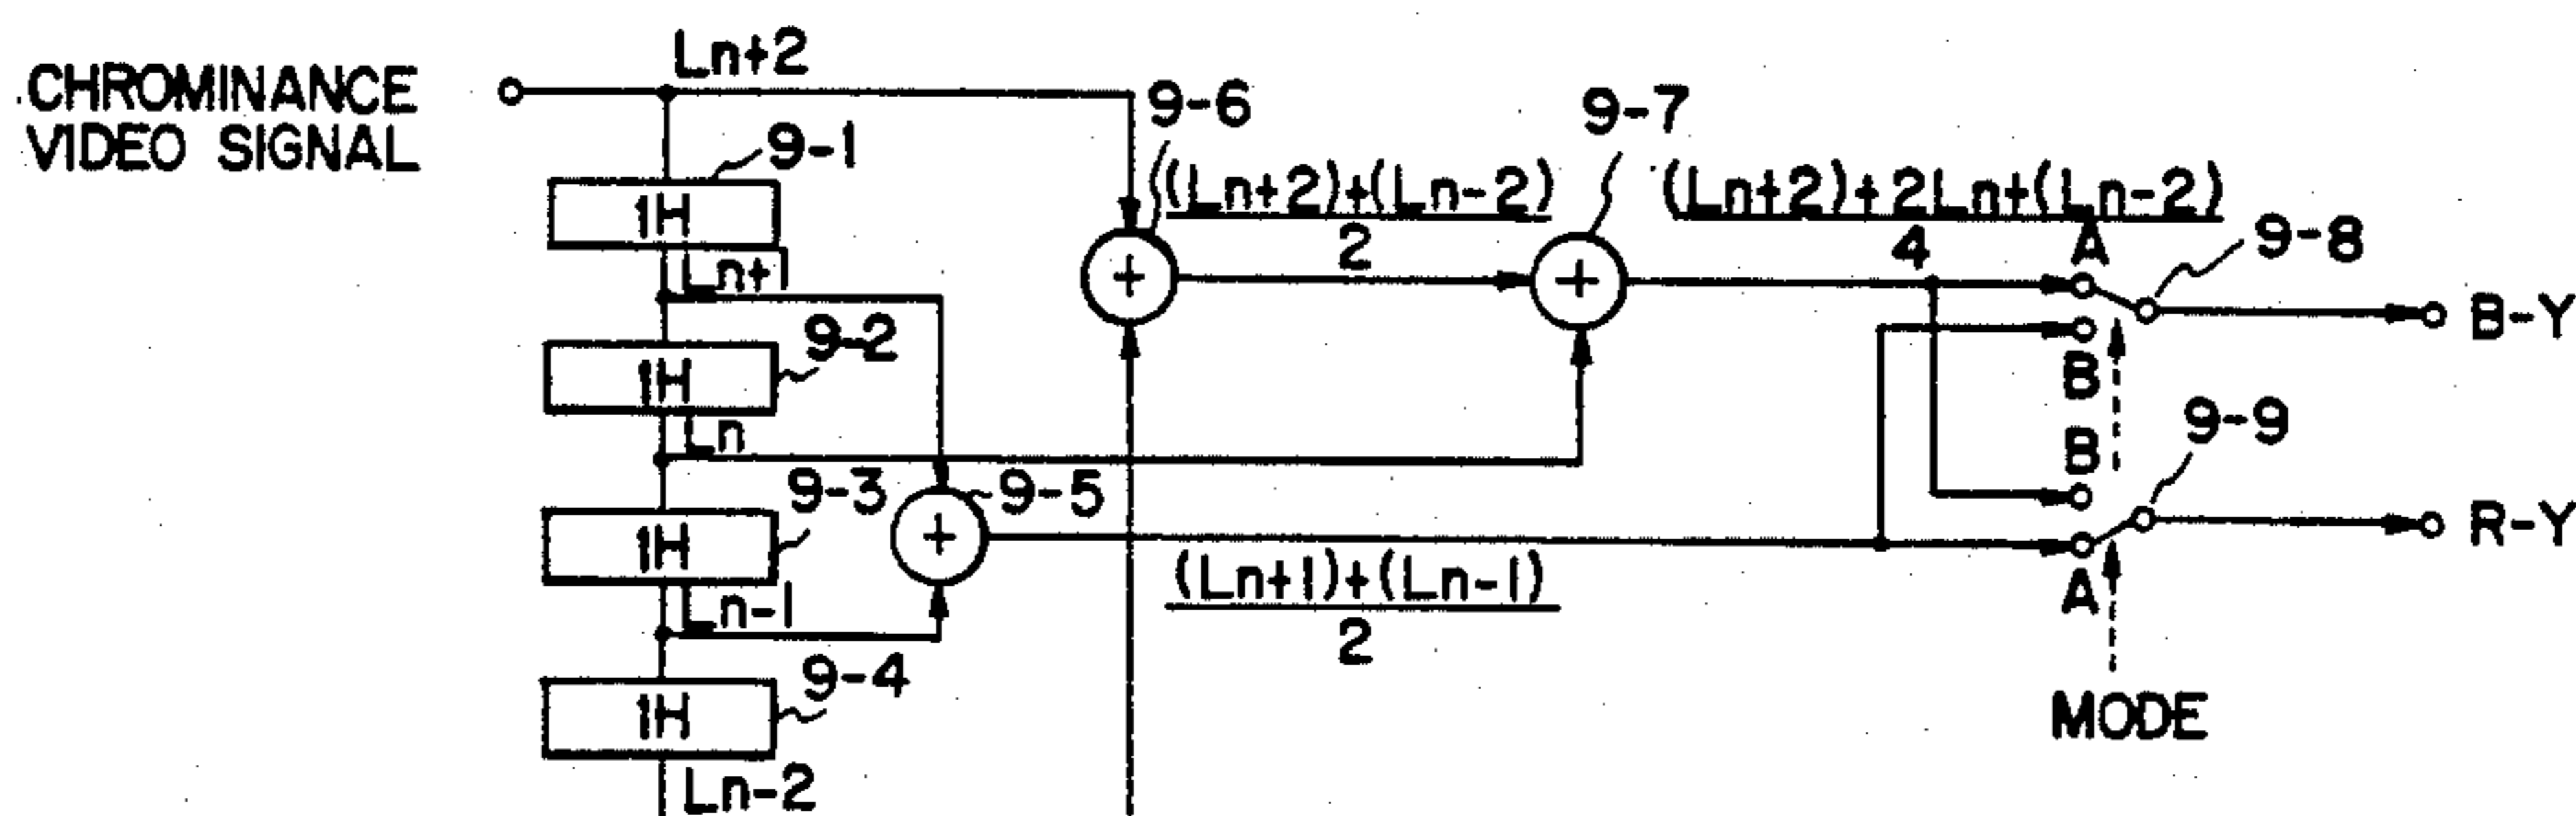 CHROMINANCE
VIDEO SIGNAL
Ln+2
9-1
1H
Ln+1
9-2
1H
Ln
9-3
1H
Ln-1
9-4
1H
Ln-2
9-5
+
9-6
+
(Ln+2)+(Ln-2)
2
9-7
+
(Ln+2)+2Ln+(Ln-2)
4
(Ln+1)+(Ln-1)
2
A
9-8
B-Y
B
B
9-9
R-Y
A
MODE